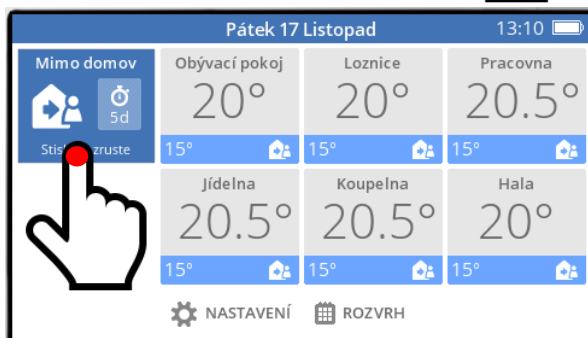 Pátek 17 Listopad 13:10
Mimo domov
5d
zruste
Obývací pokoj
20°
15°
Loznice
20°
15°
Pracovna
20.5°
15°
Jídelna
20.5°
15°
Koupelna
20.5°
15°
Hala
20°
15°
NASTAVENÍ ROZVRH